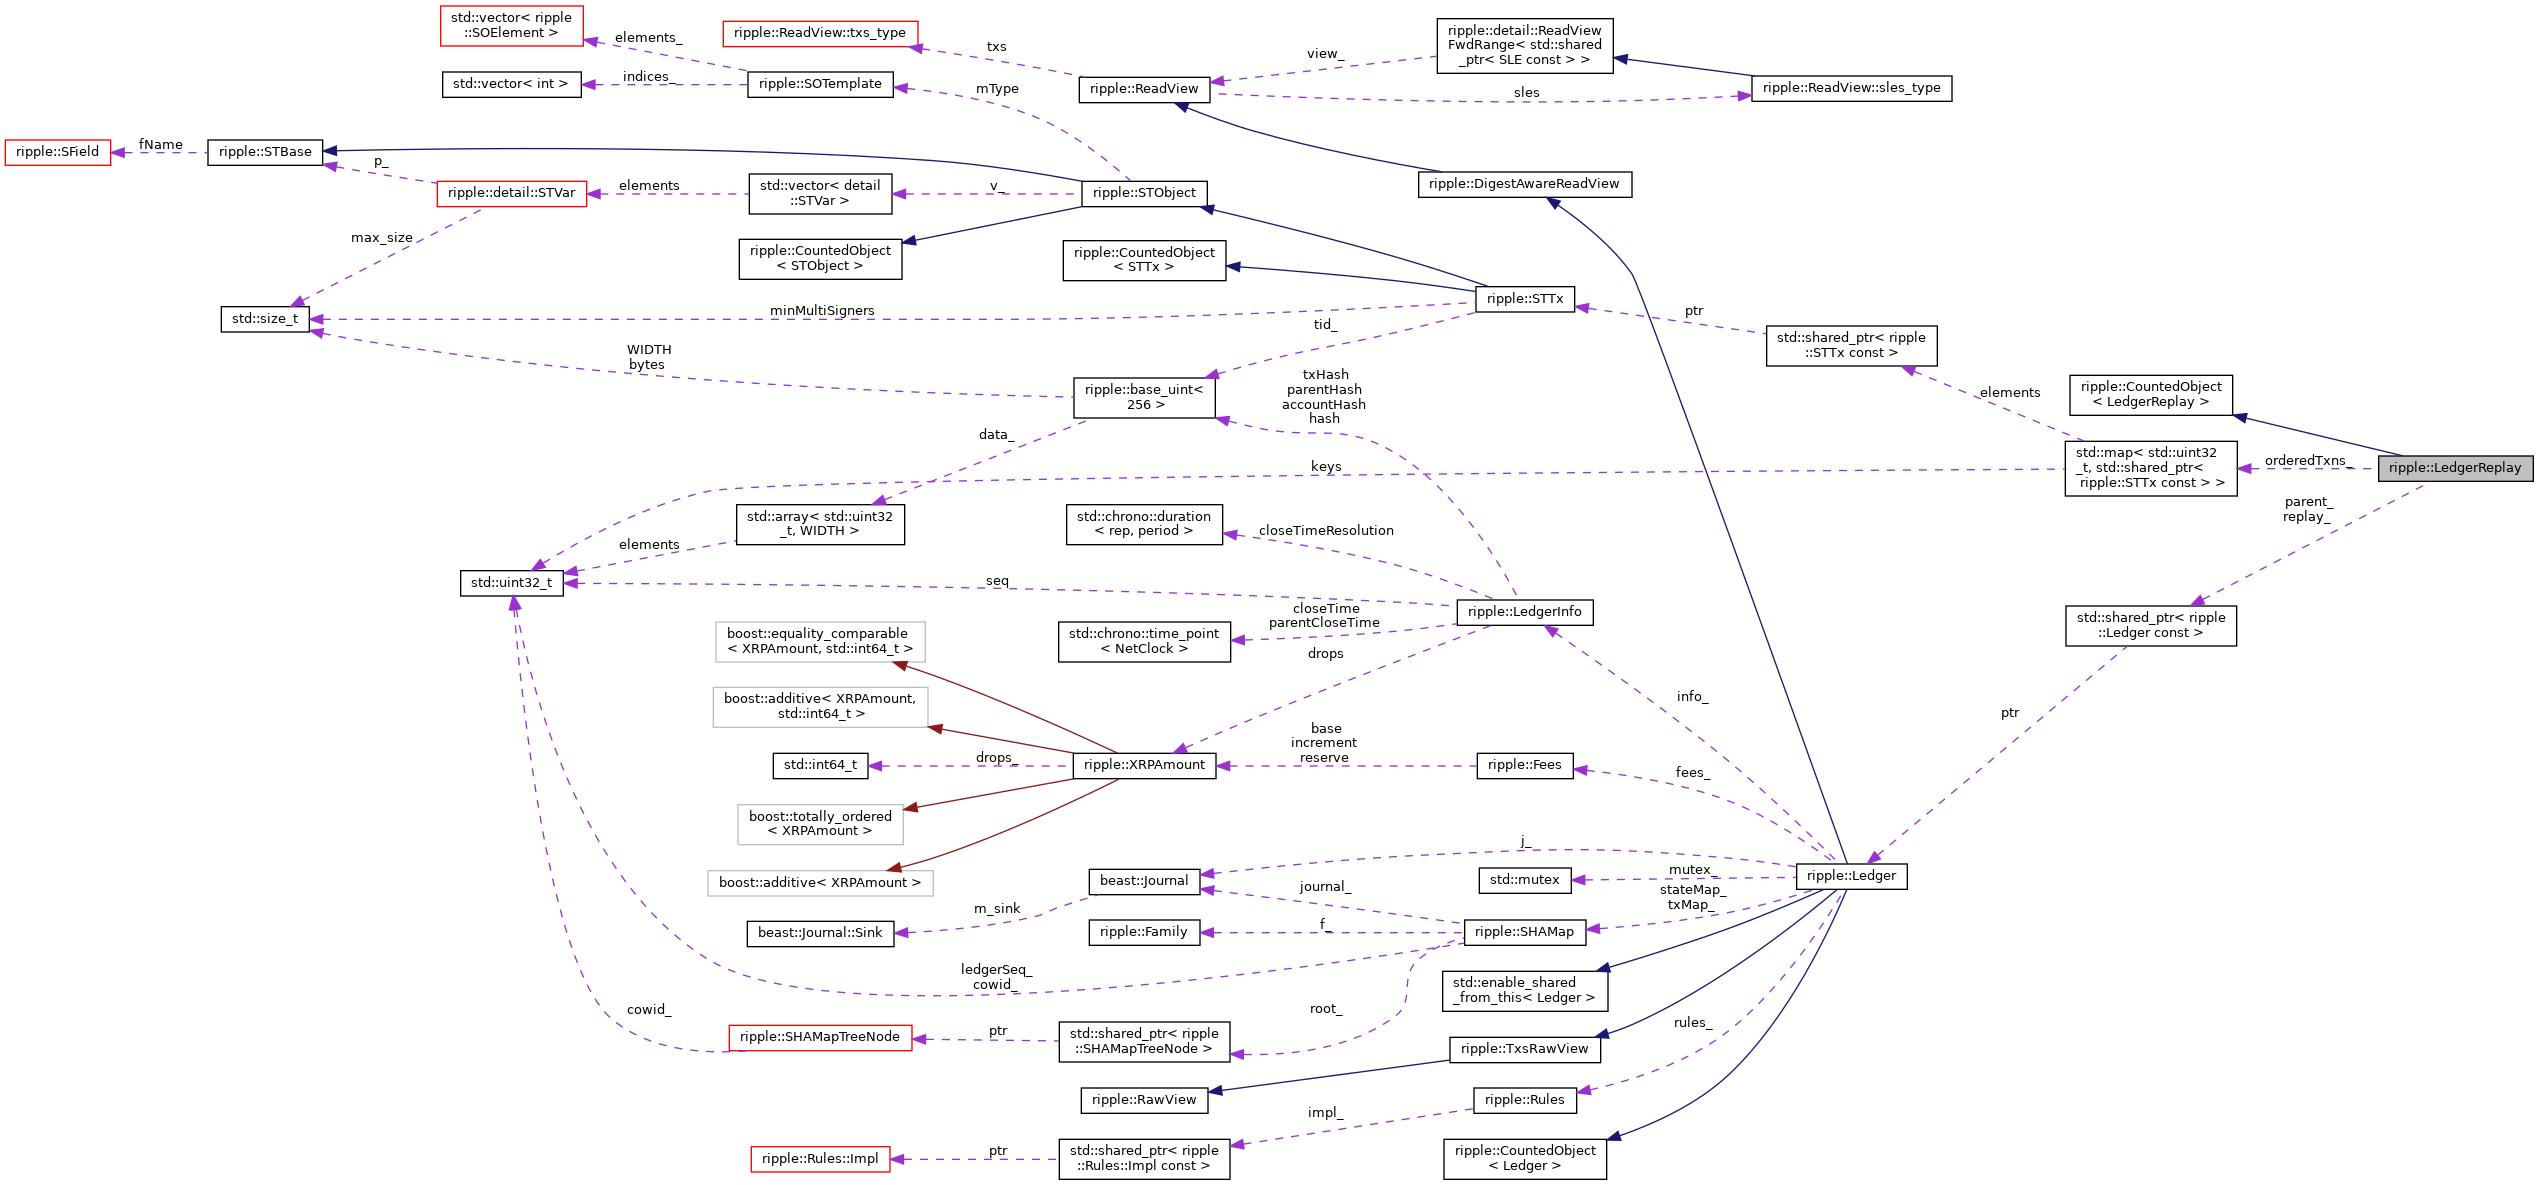 std::vector< ripple
::SOElement >
elements_
ripple::ReadView::txs_type
txs
ripple::detail::ReadView
FwdRange< std::shared
_ptr< SLE const > >
view_
std::vector< int >
indices_
ripple::SOTemplate
mType
ripple::ReadView
sles
ripple::ReadView::sles_type
ripple::SField
fName
ripple::STBase
p_
ripple::detail::STVar
elements
std::vector< detail
::STVar >
v_
ripple::STObject
ripple::DigestAwareReadView
max_size
ripple::CountedObject
< STObject >
ripple::CountedObject
< STTx >
ripple::STTx
std::size_t
minMultiSigners
tid_
ptr
std::shared_ptr< ripple
::STTx const >
WIDTH
bytes
ripple::base_uint<
256 >
txHash
parentHash
accountHash
hash
elements
ripple::CountedObject
< LedgerReplay >
data_
keys
std::map< std::uint32
_t, std::shared_ptr<
ripple::STTx const > >
orderedTxns_
ripple::LedgerReplay
std::array< std::uint32
_t, WIDTH >
std::chrono::duration
< rep, period >
closeTimeResolution
parent_
replay_
elements
std::uint32_t
seq
ripple::LedgerInfo
closeTime
parentCloseTime
std::shared_ptr< ripple
::Ledger const >
boost::equality_comparable
< XRPAmount, std::int64_t >
std::chrono::time_point
< NetClock >
drops
boost::additive< XRPAmount,
std::int64_t >
info_
ptr
base
increment
reserve
std::int64_t
drops_
ripple::XRPAmount
ripple::Fees
fees_
boost::totally_ordered
< XRPAmount >
j_
boost::additive< XRPAmount >
beast::Journal
std::mutex
mutex_
ripple::Ledger
journal_
stateMap_
txMap_
m_sink
beast::Journal::Sink
ripple::Family
f_
ripple::SHAMap
ledgerSeq_
cowid_
std::enable_shared
_from_this< Ledger >
cowid_
root_
ripple::SHAMapTreeNode
ptr
std::shared_ptr< ripple
::SHAMapTreeNode >
rules_
ripple::TxsRawView
ripple::RawView
ripple::Rules
impl_
ripple::Rules::Impl
ptr
std::shared_ptr< ripple
::Rules::Impl const >
ripple::CountedObject
< Ledger >